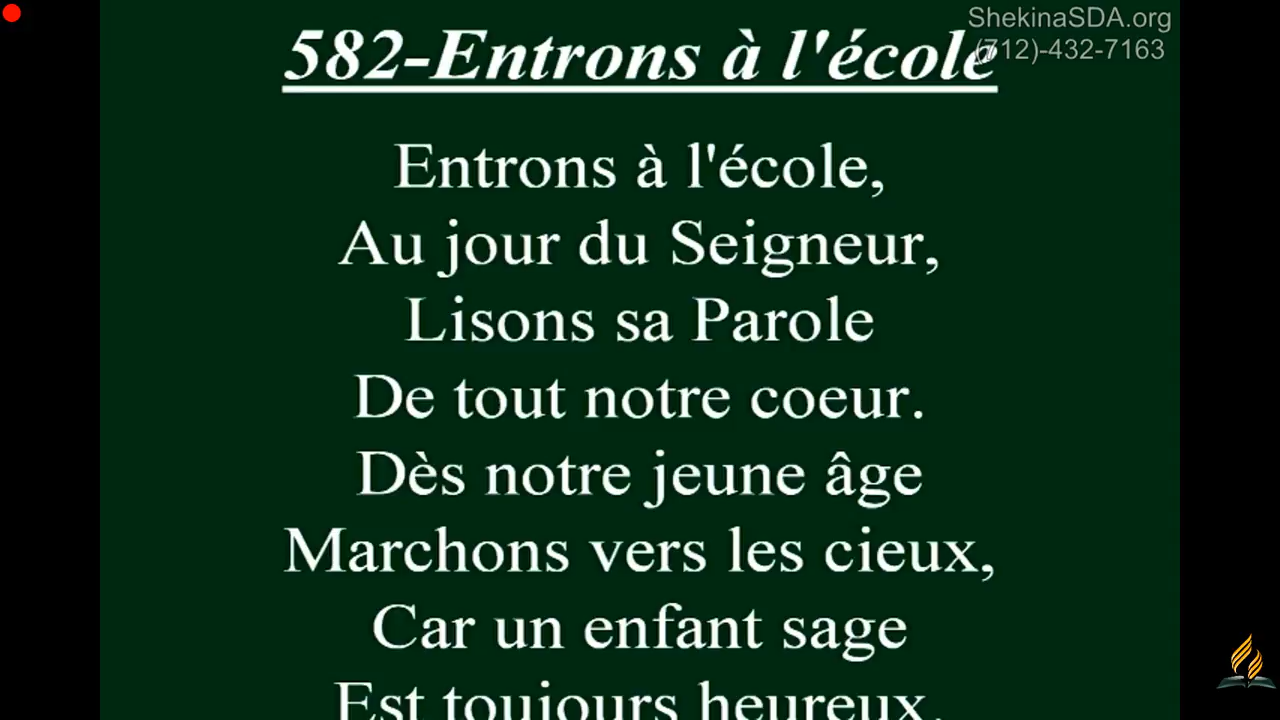 ShekinaSDA.org
(712)-432-7163
582-Entrons à l'école
Entrons à l'école,
Au jour du Seigneur,
Lisons sa Parole
De tout notre coeur.
Dès notre jeune âge
Marchons vers les cieux,
Car un enfant sage
Est toujours heureux.